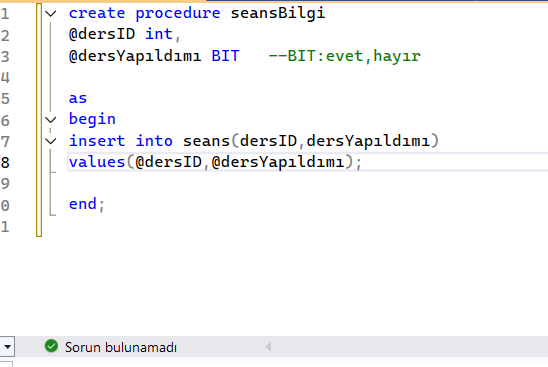 1 create procedure seansBilgi
2 @dersID int,
3 @dersYapıldımı BIT   --BIT:evet,hayır
4
5 as
6 begin
7 insert into seans(dersID,dersYapıldımı)
8 values(@dersID,@dersYapıldımı);
9
0 end;
1
Sorun bulunamadı